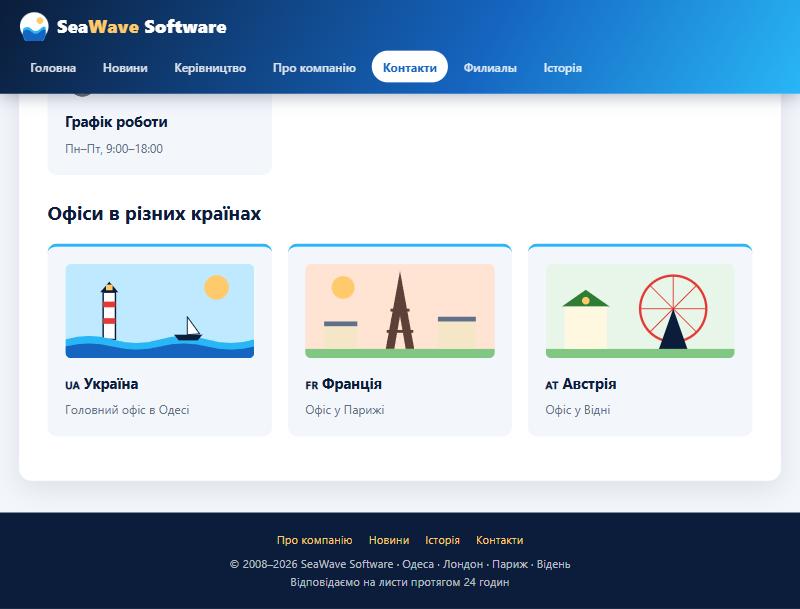 SeaWave Software
Головна Новини Керівництво Про компанію Контакти Филиалы Історія
Графік роботи
Пн–Пт, 9:00–18:00
Офіси в різних країнах
UA Україна
Головний офіс в Одесі
FR Франція
Офіс у Парижі
AT Австрія
Офіс у Відні
Про компанію Новини Історія Контакти
© 2008–2026 SeaWave Software · Одеса · Лондон · Париж · Відень
Відповідаємо на листи протягом 24 годин